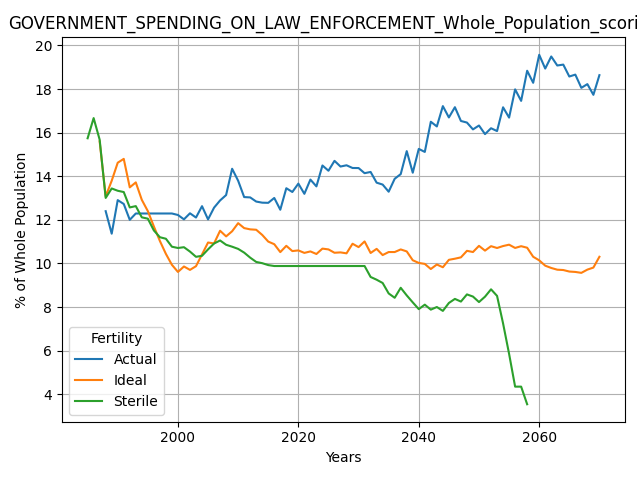 GOVERNMENT_SPENDING_ON_LAW_ENFORCEMENT_Whole_Population_scori
20
18
16
14
12
10
8
6
4
% of Whole Population
Fertility
Actual
Ideal
Sterile
2000
2020
2040
2060
Years